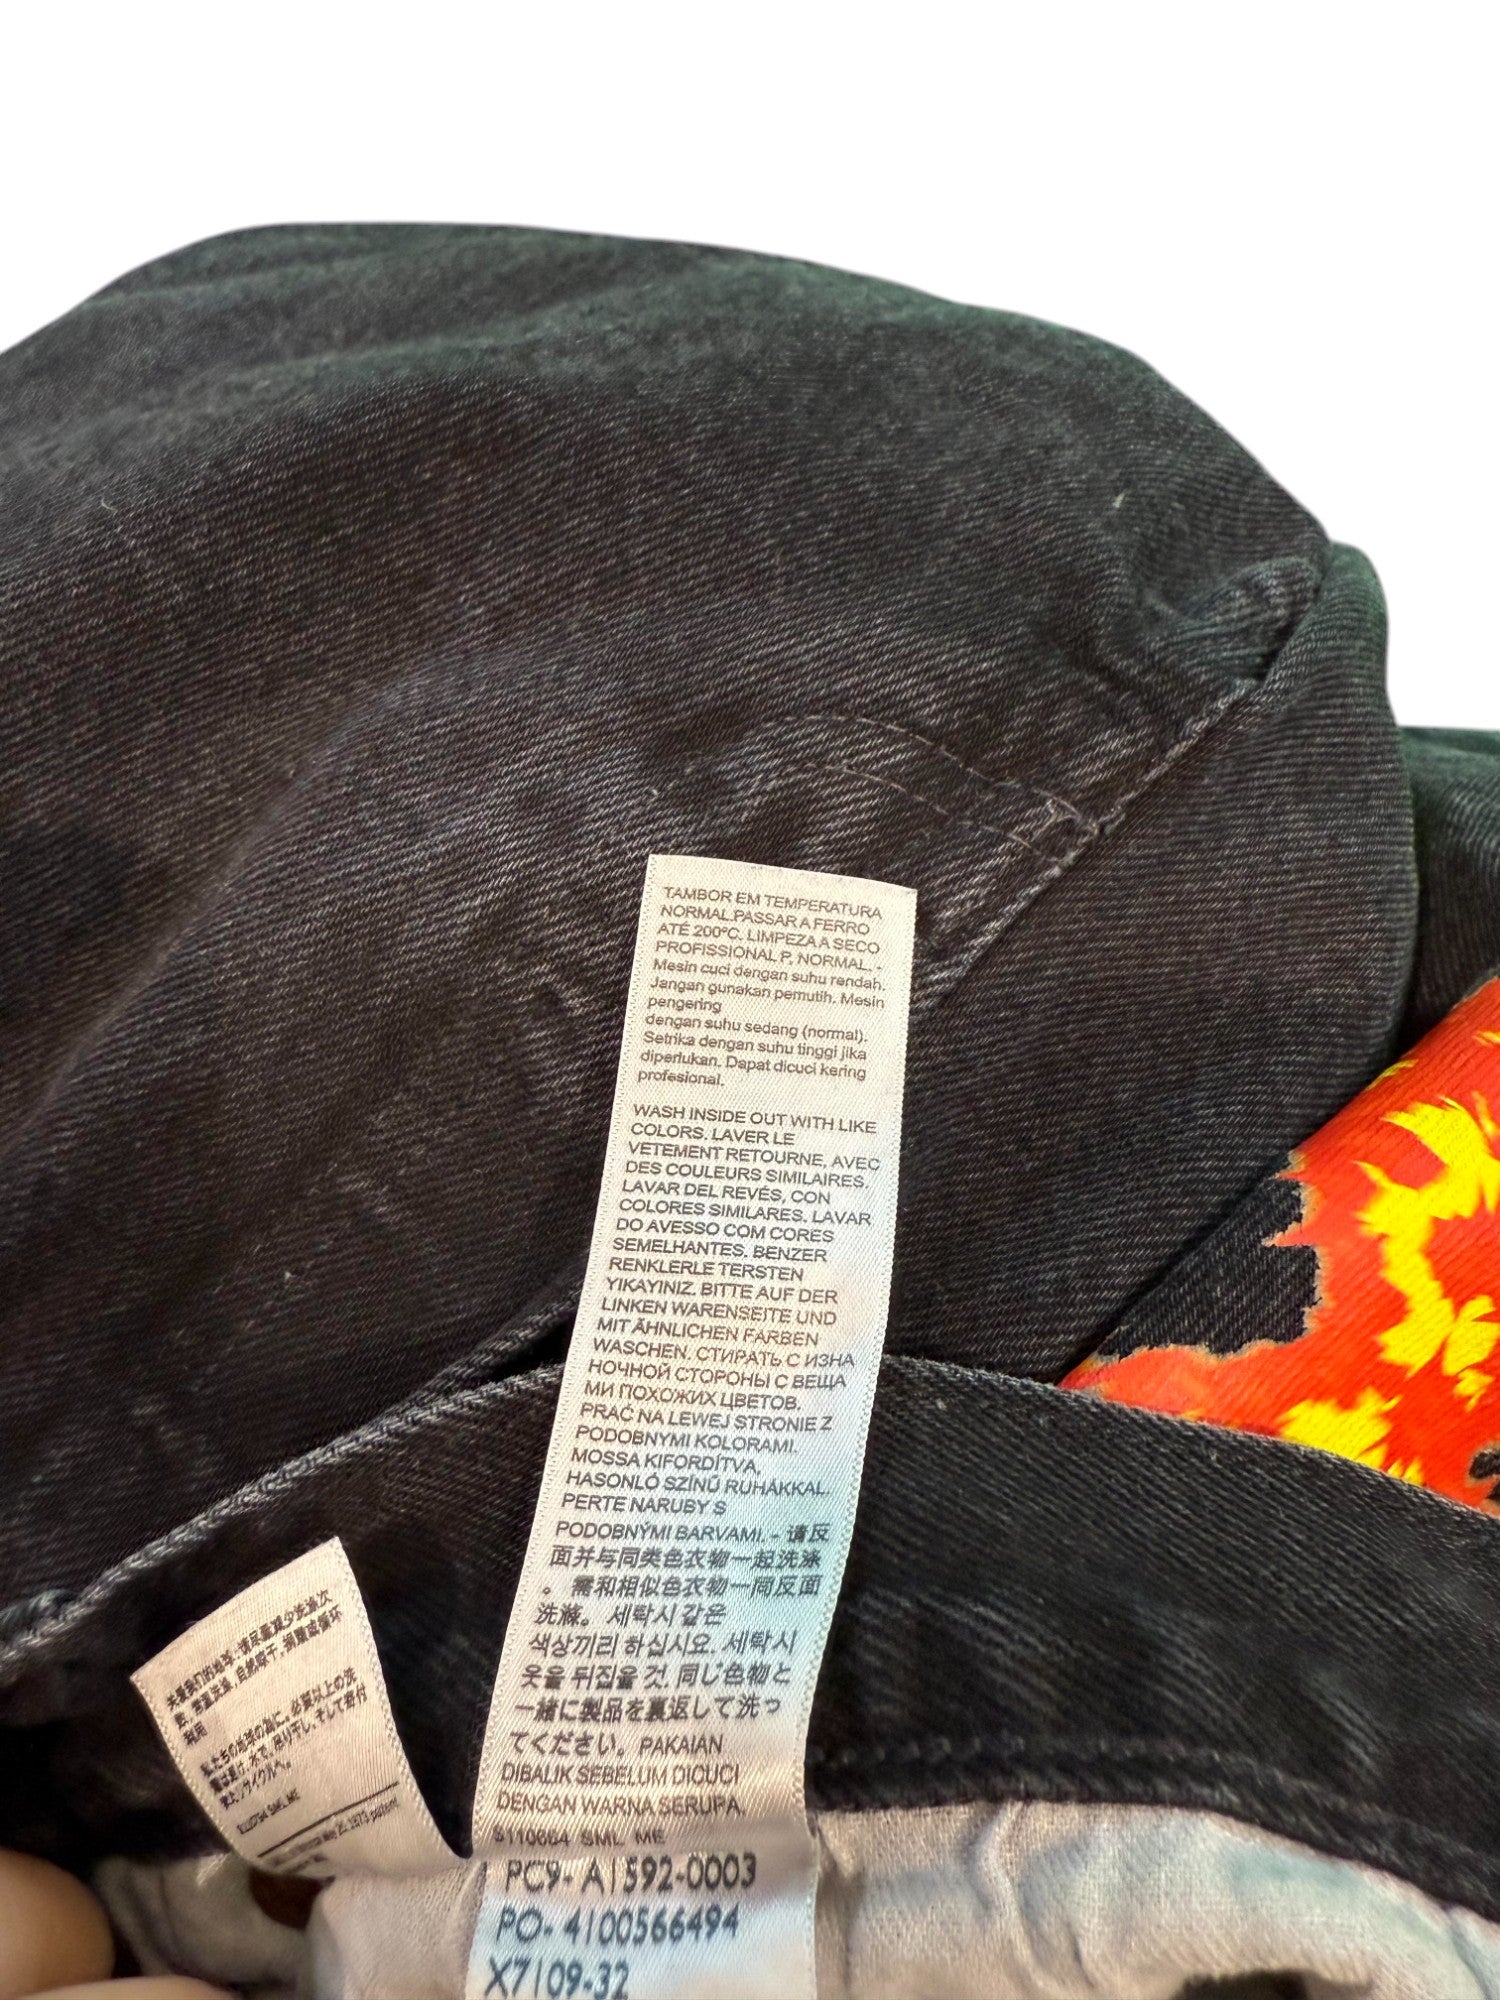 TAMBOR EM TEMPERATURA
NORMAL.PASSAR A FERRO
ATÉ 200ºC. LIMPEZA A SECO
PROFISSIONAL P. NORMAL. -
Mesin cuci dengan suhu rendah.
Jangan gunakan pemutih. Mesin
pengering
dengan suhu sedang (normal).
Setrika dengan suhu tinggi jika
diperlukan. Dapat dicuci kering
profesional.
WASH INSIDE OUT WITH LIKE
COLORS. LAVER LE
VETEMENT RETOURNE, AVEC
DES COULEURS SIMILAIRES.
LAVAR DEL REVÉS, CON
COLORES SIMILARES. LAVAR
DO AVESSO COM CORES
SEMELHANTES. BENZER
RENKLERLE TERSTEN
YIKAYINIZ. BITTE AUF DER
LINKEN WARENSEITE UND
MIT ÄHNLICHEN FARBEN
WASCHEN. СТИРАТЬ С ИЗНА
НОЧНОЙ СТОРОНЫ С ВЕЩА
МИ ПОХОЖИХ ЦВЕТОВ.
PRAĆ NA LEWEJ STRONIE Z
PODOBNYMI KOLORAMI.
MOSSA KIFORDÍTVA,
HASONLÓ SZÍNŰ RUHÁKKAL.
PERTE NARUBY S
PODOBNÝMI BARVAMI. - 请反
面并与同类色衣物一起洗涤
。需和相似色衣物一同反面
洗滌。 세탁시 같은
색상끼리 하십시요. 세탁시
옷을 뒤집을 것. 同じ色物と
一緒に製品を裏返して洗っ
てください。PAKAIAN
DIBALIK SEBELUM DICUCI
DENGAN WARNA SERUPA.
S110664 SML ME
PC9- A1592-0003
PO- 4100566494
X7109-32